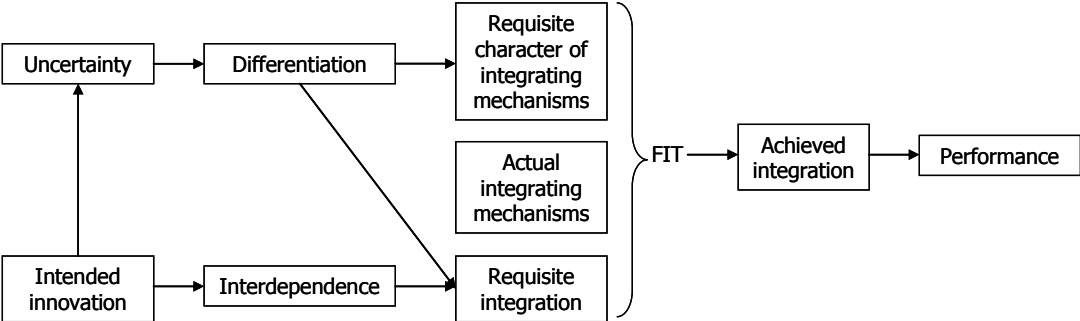 Uncertainty
Differentiation
Requisite
character of
integrating
mechanisms
Actual
integrating
mechanisms
FIT
Achieved
integration
Performance
Intended
innovation
Interdependence
Requisite
integration